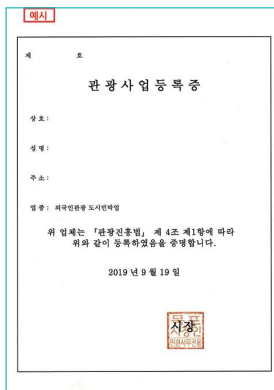 예시
제 호
관광사업등록증
상호:
성명:
주소:
업종: 외국인관광 도시민박업
위 업체는 「관광진흥법」 제 4조 제1항에 따라
위와 같이 등록하였음을 증명합니다.
2019 년 9 월 19 일
시장